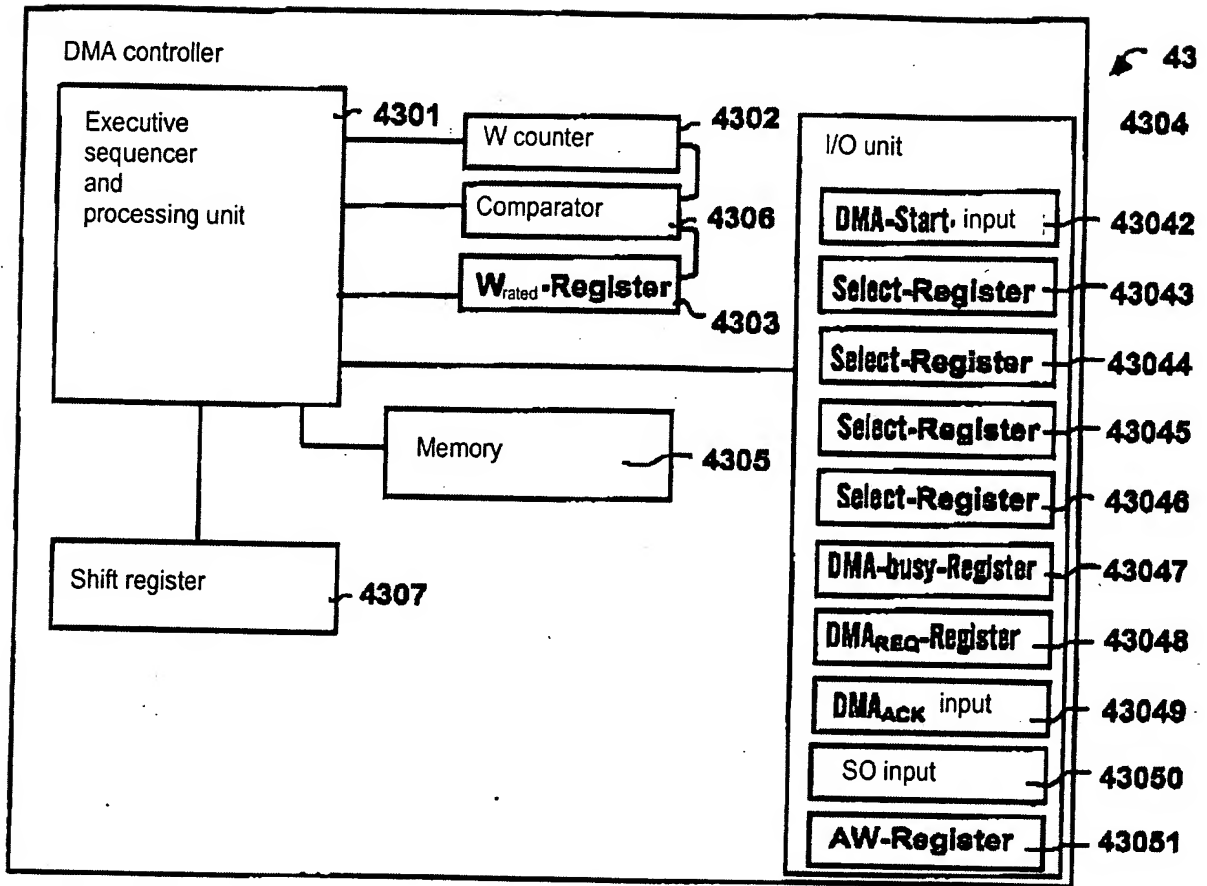 DMA controller
43
4304
Executive
sequencer
and
processing unit
4301
W counter
4302
Comparator
4306
Wrated-Register
4303
Memory
4305
Shift register
4307
I/O unit
DMA-Start input
43042
Select-Register
43043
Select-Register
43044
Select-Register
43045
Select-Register
43046
DMA-busy-Register
43047
DMAREQ-Register
43048
DMAACK input
43049
SO input
43050
AW-Register
43051